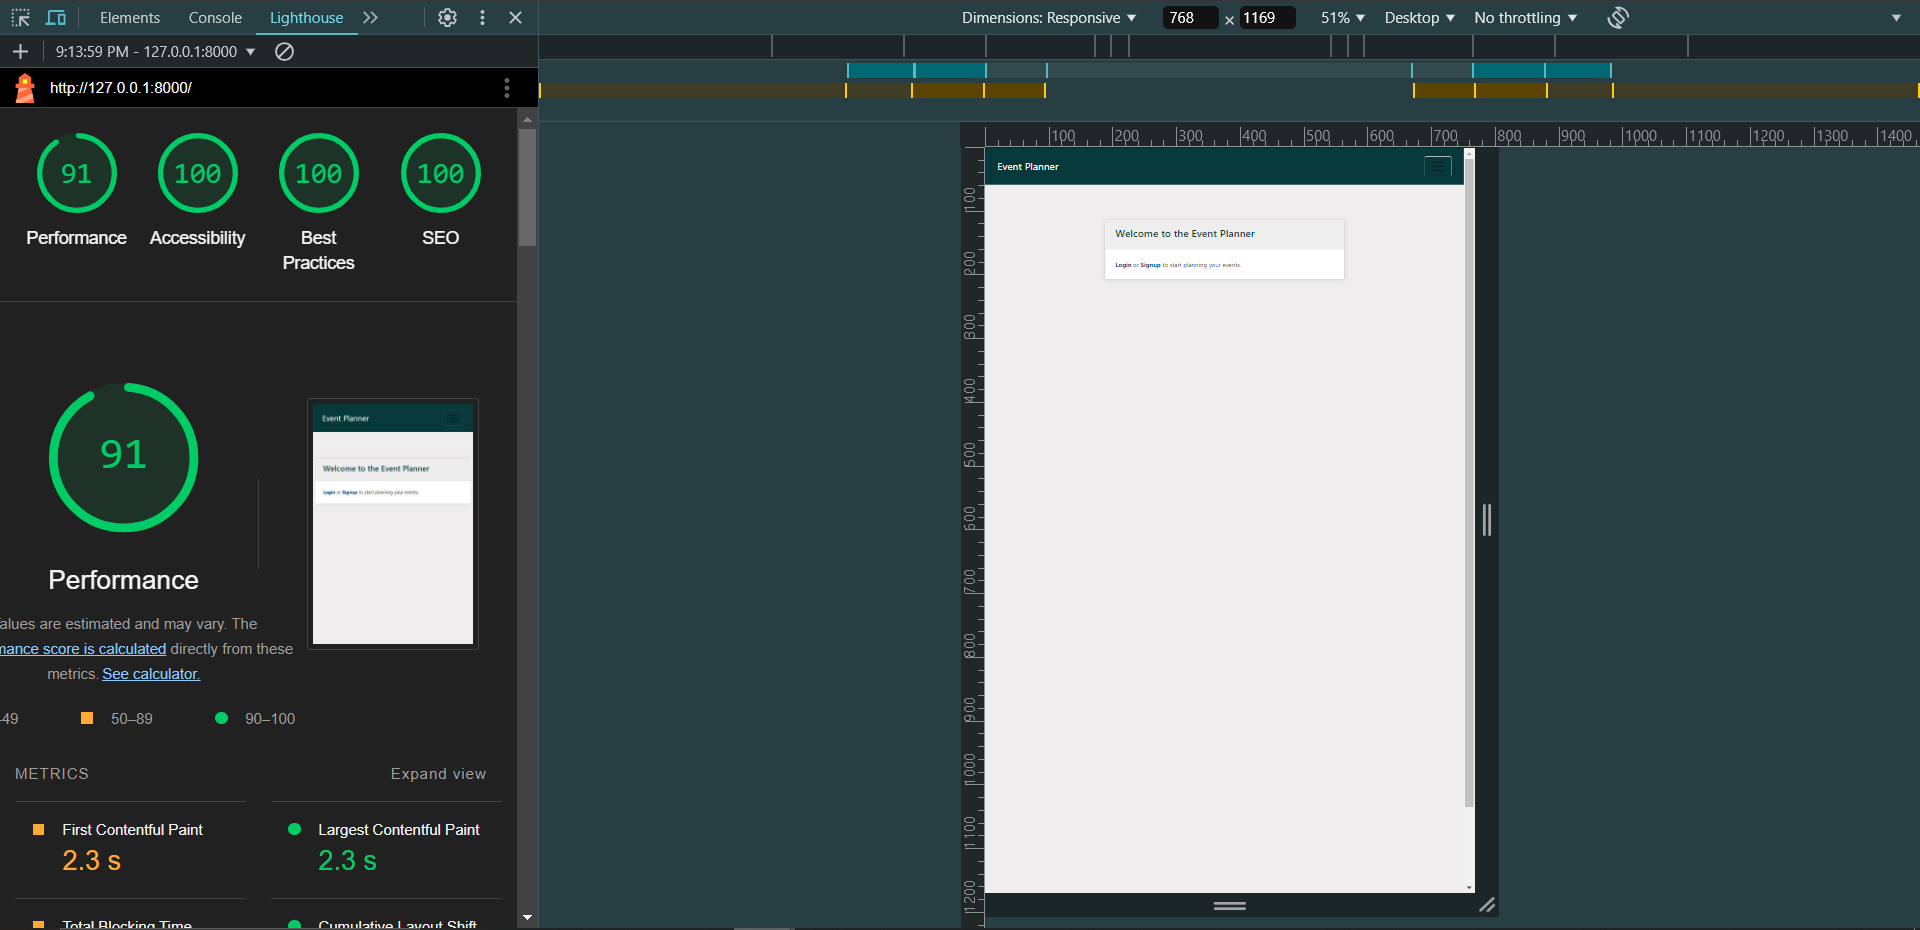 Elements Console Lighthouse
Dimensions: Responsive 768 × 1169 51% Desktop No throttling
9:13:59 PM - 127.0.0.1:8000
http://127.0.0.1:8000/
91 100 100 100
Performance Accessibility Best Practices SEO
100 200 300 400 500 600 700 800 900 1000 1100 1200 1300 1400
100
200
300
400
500
600
700
800
900
1000
1100
1200
Event Planner
Welcome to the Event Planner
Login or Signup to start planning your events.
91
Event Planner
Welcome to the Event Planner
Login or Signup to start planning your events.
Performance
alues are estimated and may vary. The
mance score is calculated directly from these
metrics. See calculator.
-49 50–89 90–100
METRICS Expand view
First Contentful Paint
2.3 s
Largest Contentful Paint
2.3 s
Total Blocking Time
Cumulative Layout Shift